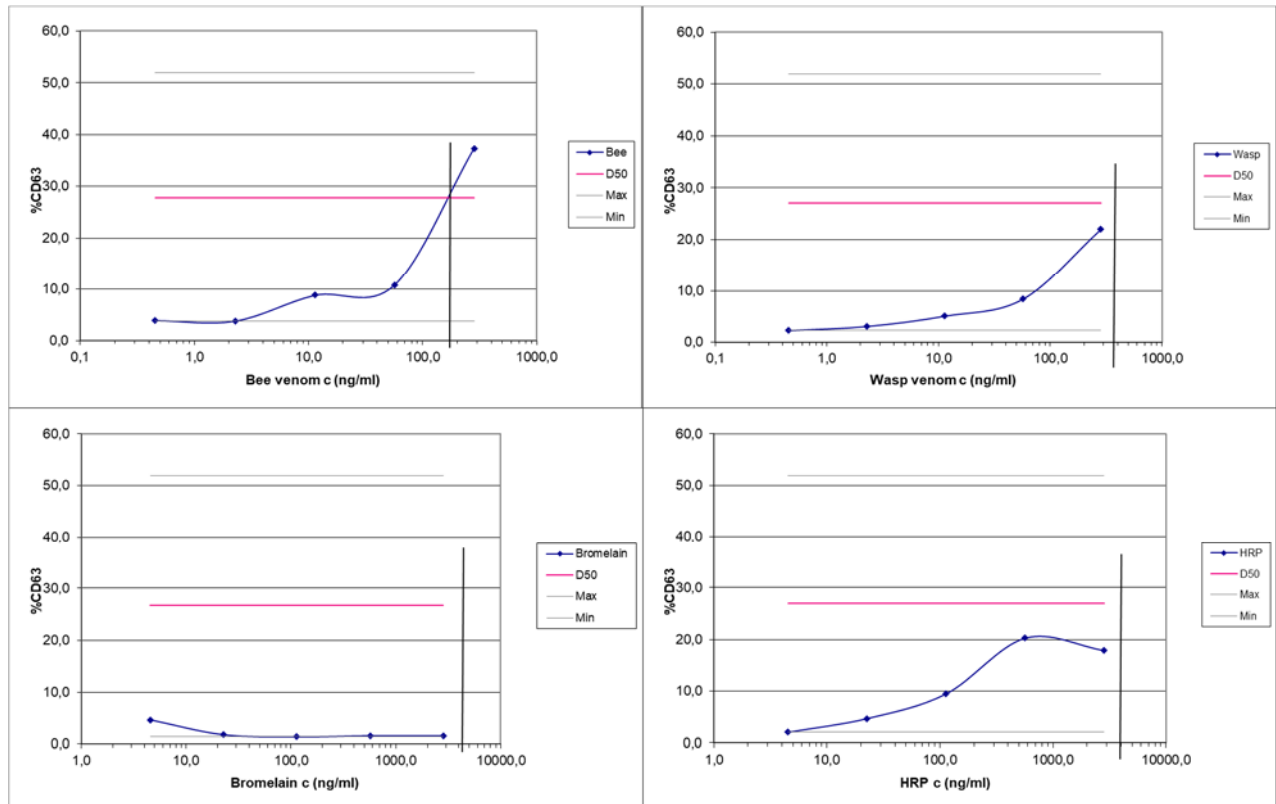 60,0
50,0
40,0
30,0
20,0
10,0
0,0
%CD63
0,1 1,0 10,0 100,0 1000,0
Bee venom c (ng/ml)
Bee
D50
Max
Min
60,0
50,0
40,0
30,0
20,0
10,0
0,0
%CD63
0,1 1,0 10,0 100,0 1000,0
Wasp venom c (ng/ml)
Wasp
D50
Max
Min
60,0
50,0
40,0
30,0
20,0
10,0
0,0
%CD63
1,0 10,0 100,0 1000,0 10000,0
Bromelain c (ng/ml)
Bromelain
D50
Max
Min
60,0
50,0
40,0
30,0
20,0
10,0
0,0
%CD63
1,0 10,0 100,0 1000,0 10000,0
HRP c (ng/ml)
HRP
D50
Max
Min